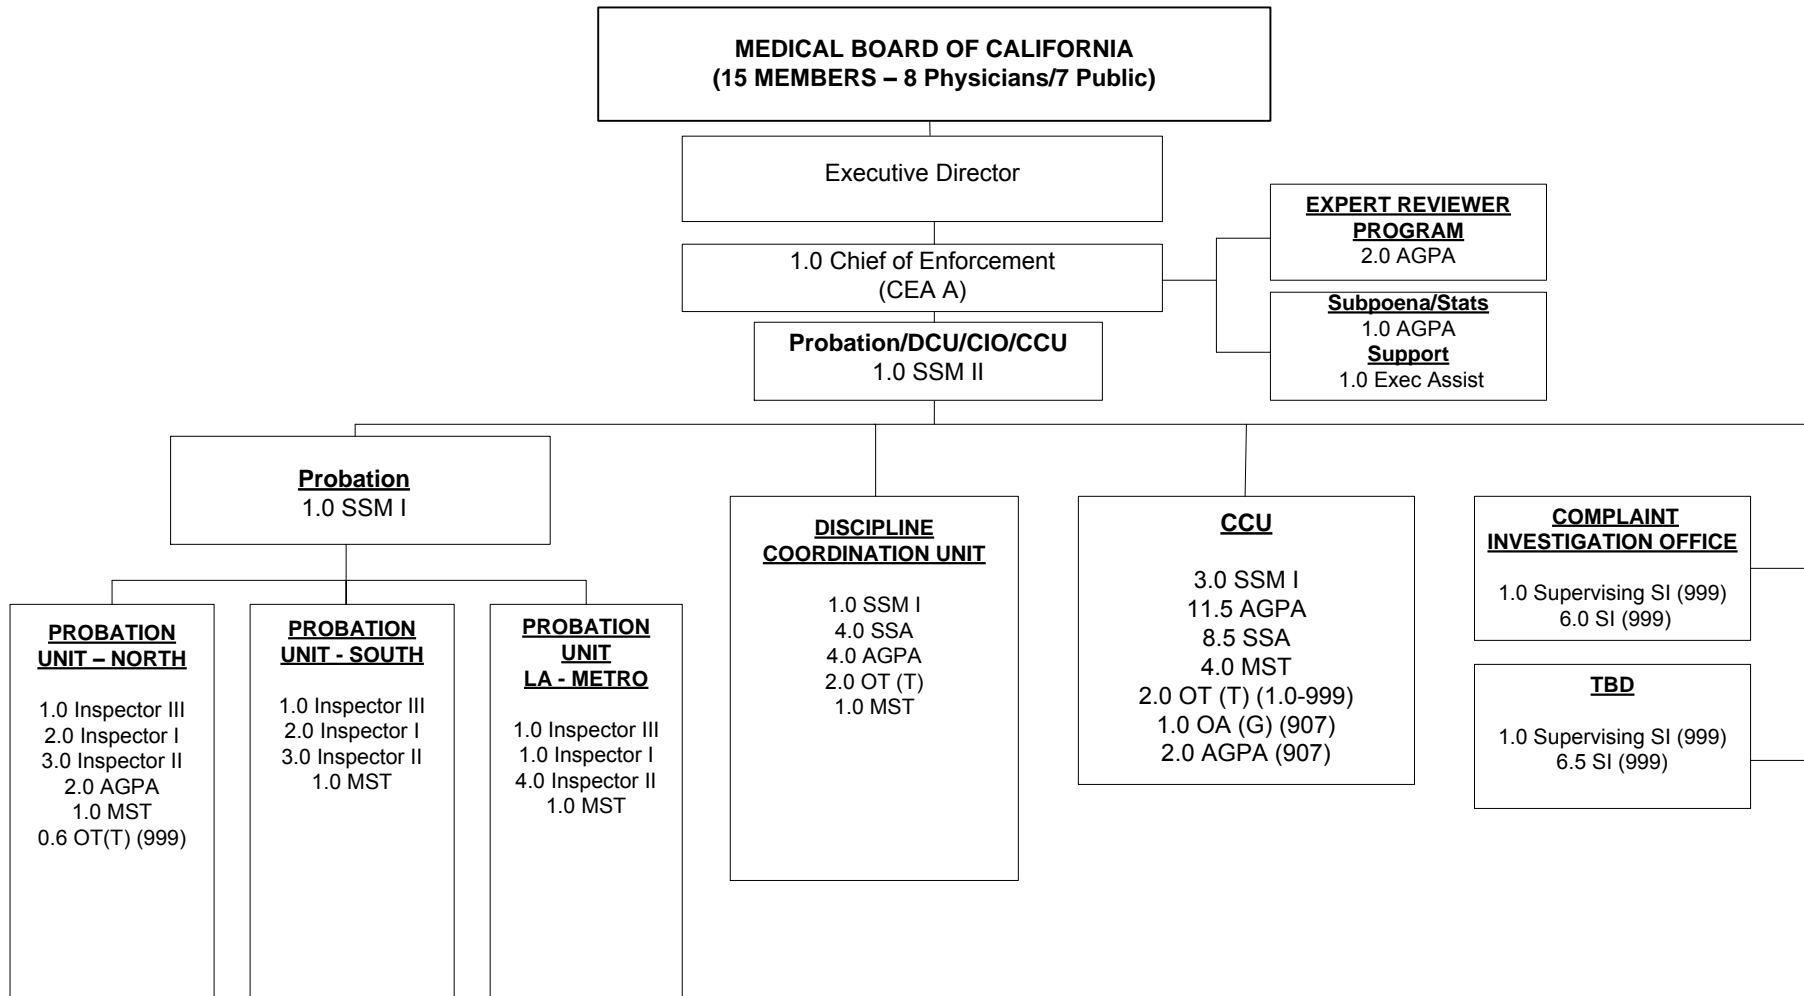 MEDICAL BOARD OF CALIFORNIA
(15 MEMBERS – 8 Physicians/7 Public)
Executive Director
1.0 Chief of Enforcement
(CEA A)
EXPERT REVIEWER
PROGRAM
2.0 AGPA
Subpoena/Stats
1.0 AGPA
Support
1.0 Exec Assist
Probation/DCU/CIO/CCU
1.0 SSM II
Probation
1.0 SSM I
PROBATION
UNIT – NORTH
1.0 Inspector III
2.0 Inspector I
3.0 Inspector II
2.0 AGPA
1.0 MST
0.6 OT(T) (999)
PROBATION
UNIT - SOUTH
1.0 Inspector III
2.0 Inspector I
3.0 Inspector II
1.0 MST
PROBATION
UNIT
LA - METRO
1.0 Inspector III
1.0 Inspector I
4.0 Inspector II
1.0 MST
DISCIPLINE
COORDINATION UNIT
1.0 SSM I
4.0 SSA
4.0 AGPA
2.0 OT (T)
1.0 MST
CCU
3.0 SSM I
11.5 AGPA
8.5 SSA
4.0 MST
2.0 OT (T) (1.0-999)
1.0 OA (G) (907)
2.0 AGPA (907)
COMPLAINT
INVESTIGATION OFFICE
1.0 Supervising SI (999)
6.0 SI (999)
TBD
1.0 Supervising SI (999)
6.5 SI (999)